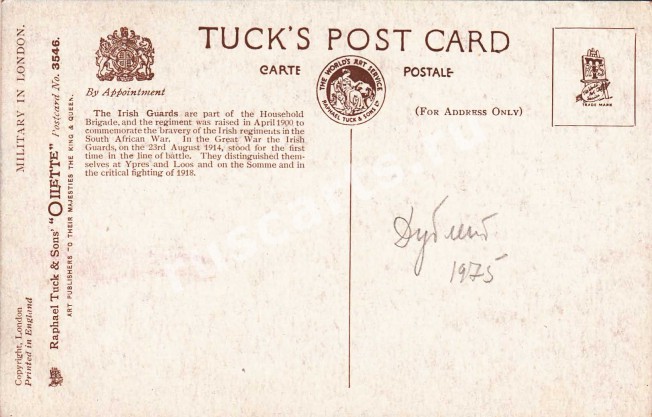 TUCK'S POST CARD
CARTE POSTALE
THE WORLD'S ART SERVICE
RAPHAEL TUCK & SONS LD
(FOR ADDRESS ONLY)
TRADE MARK
By Appointment
The Irish Guards are part of the Household
Brigade, and the regiment was raised in April 1900 to
commemorate the bravery of the Irish regiments in the
South African War. In the Great War the Irish
Guards, on the 23rd August 1914, stood for the first
time in the line of battle. They distinguished them-
selves at Ypres and Loos and on the Somme and in
the critical fighting of 1918.
MILITARY IN LONDON.
Raphael Tuck & Sons' "OILETTE" Postcard No. 3546.
ART PUBLISHERS TO THEIR MAJESTIES THE KING & QUEEN.
Copyright, London
Printed in England
1975